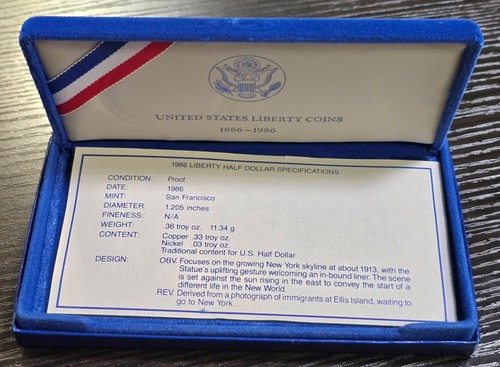 UNITED STATES LIBERTY COINS
1886-1986
1986 LIBERTY HALF DOLLAR SPECIFICATIONS
CONDITION: Proof
DATE: 1986
MINT: San Francisco
DIAMETER: 1.205 inches
FINENESS: N/A
WEIGHT: .36 troy oz. 11.34 g
CONTENT: Copper .33 troy oz.
Nickel .03 troy oz.
Traditional content for U.S. Half Dollar
DESIGN: OBV. Focuses on the growing New York skyline at about 1913, with the
Statue's uplifting gesture welcoming an in-bound liner. The scene
is set against the sun rising in the east to convey the start of a
different life in the New World.
REV. Derived from a photograph of immigrants at Ellis Island, waiting to
go to New York.